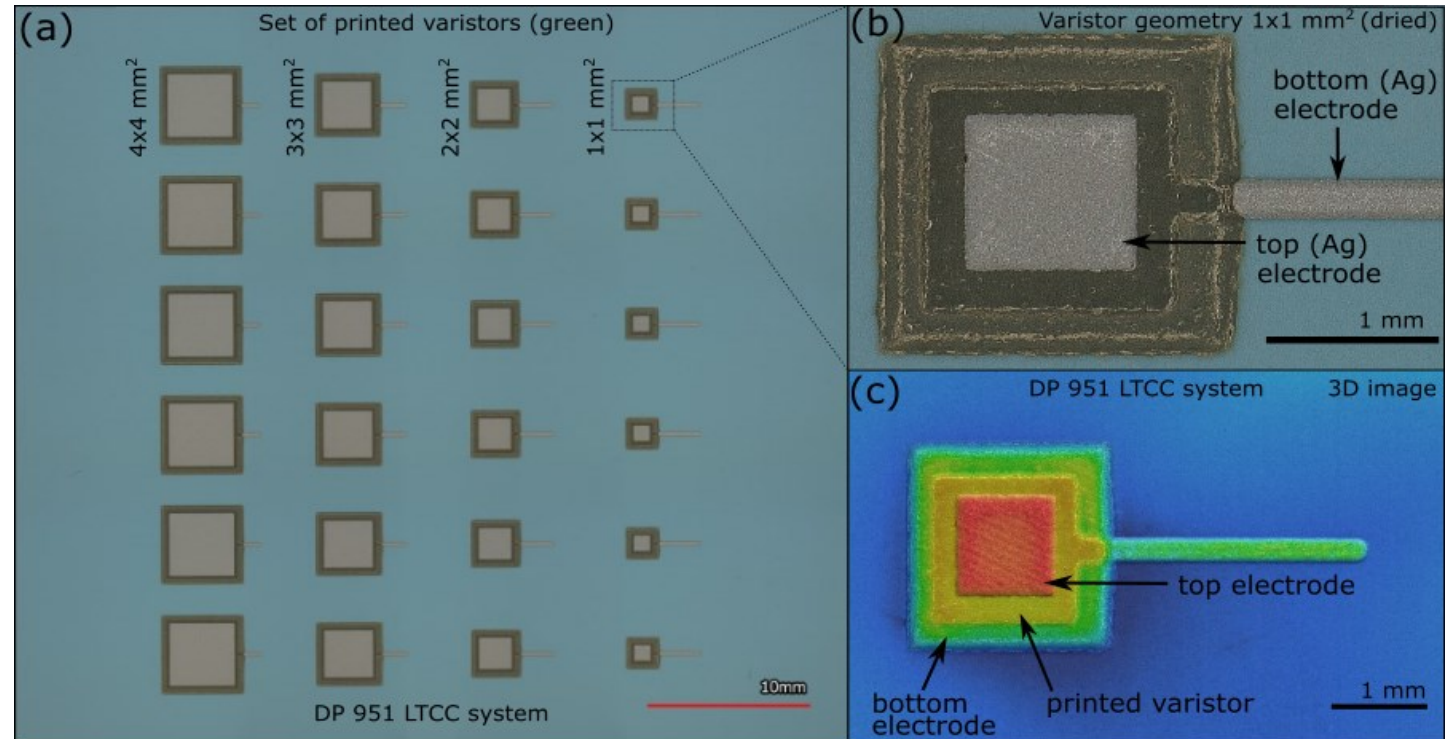 (a)
Set of printed varistors (green)
4x4 mm²
3x3 mm²
2x2 mm²
1x1 mm²
10mm
DP 951 LTCC system
(b)
Varistor geometry 1x1 mm² (dried)
bottom (Ag)
electrode
top (Ag)
electrode
1 mm
(c)
DP 951 LTCC system
3D image
top electrode
bottom
electrode
printed varistor
1 mm